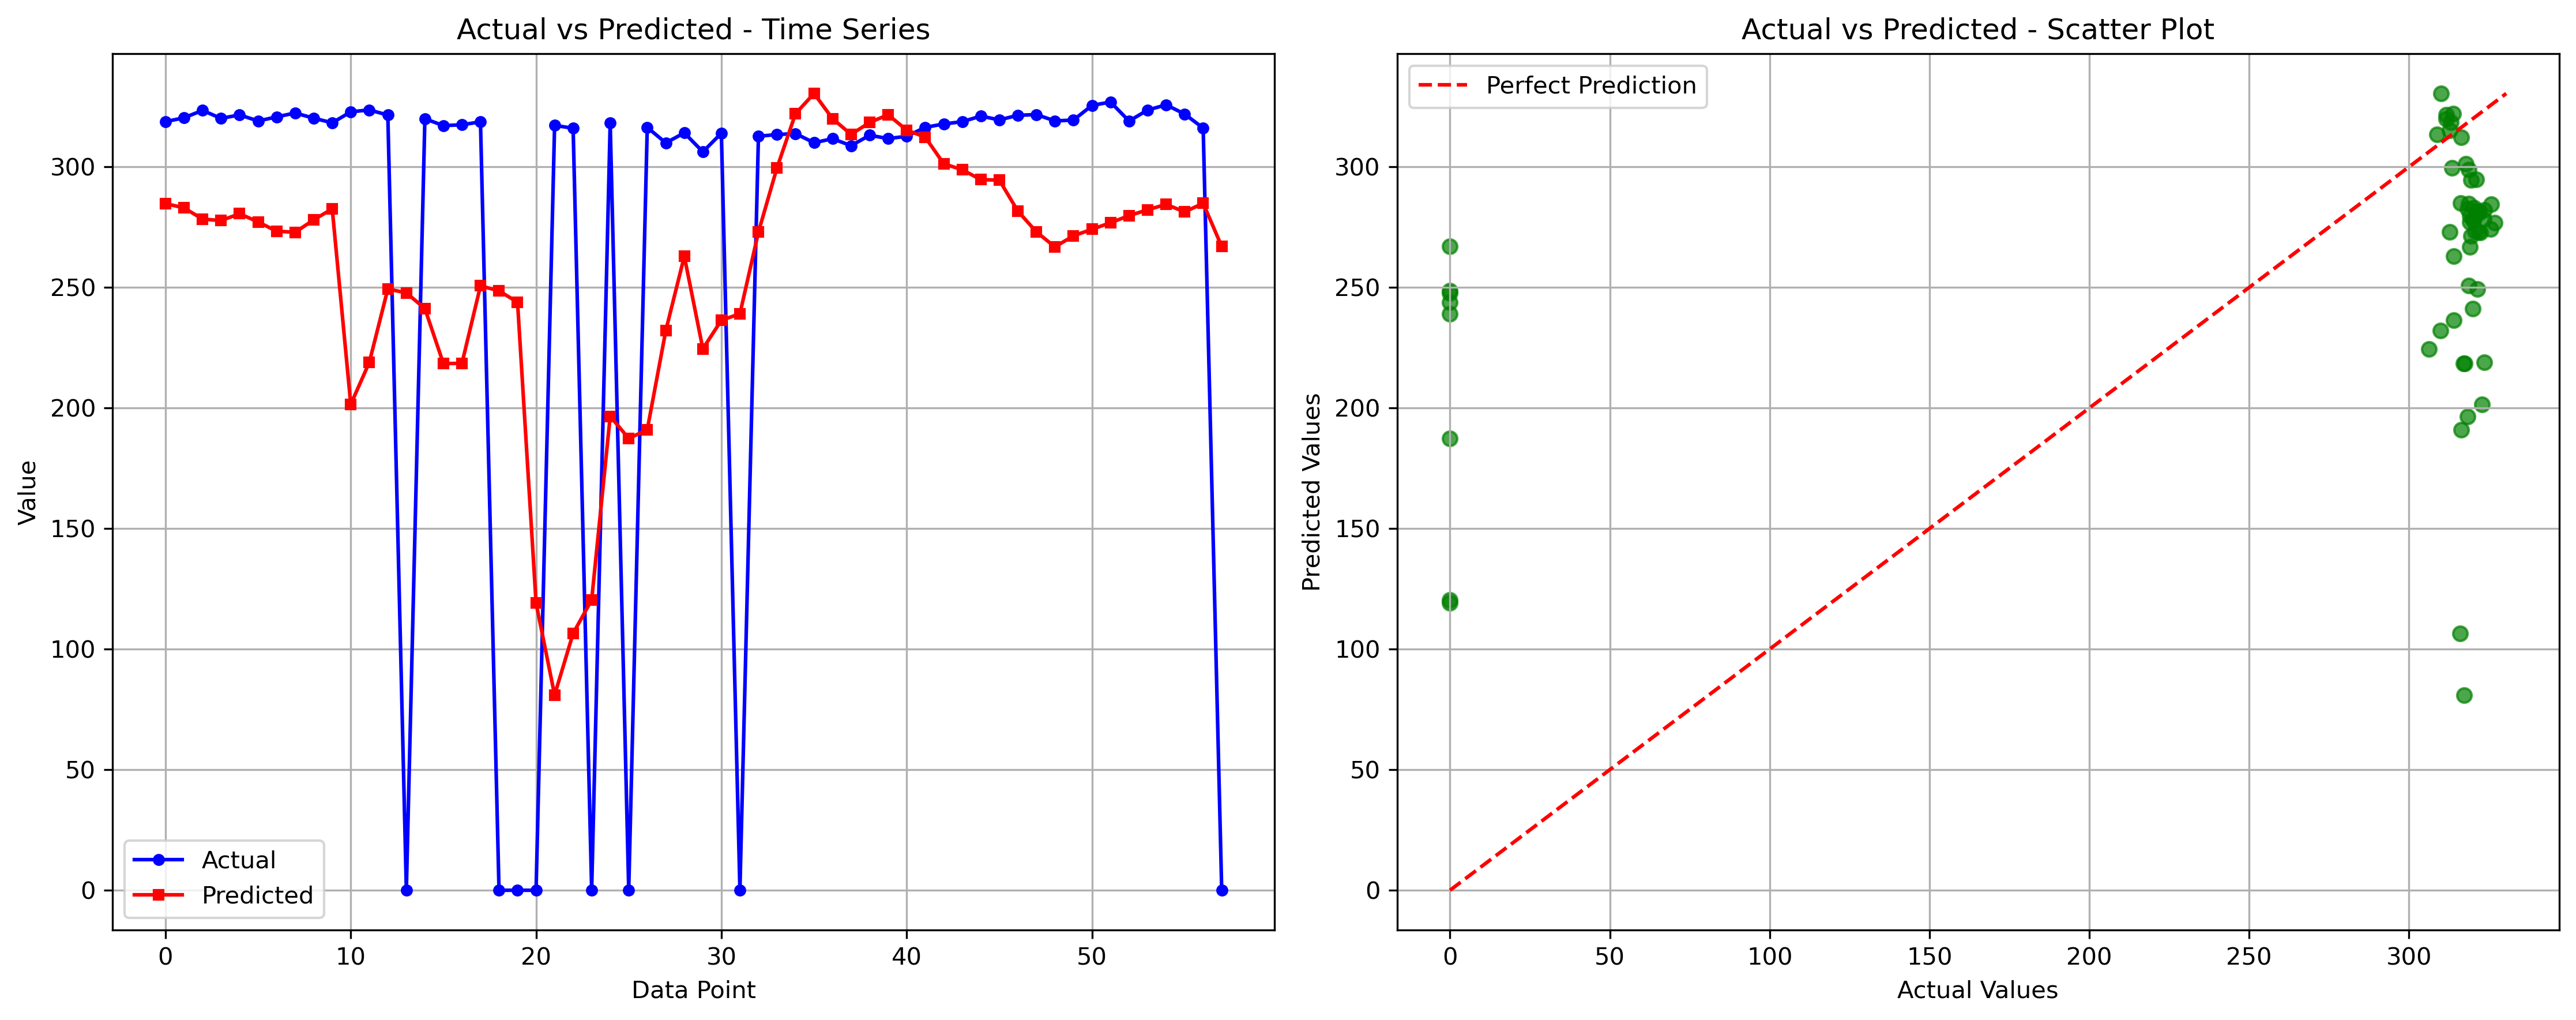 Actual vs Predicted - Time Series
300
250
200
150
100
50
0
Value
Actual
Predicted
0 10 20 30 40 50
Data Point
Actual vs Predicted - Scatter Plot
Perfect Prediction
300
250
200
150
100
50
0
Predicted Values
0 50 100 150 200 250 300
Actual Values